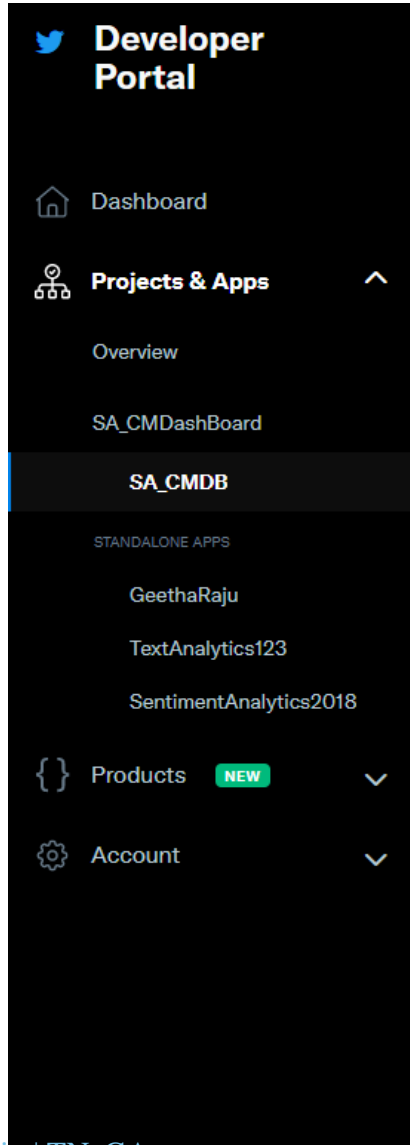 Developer
Portal
Dashboard
Projects & Apps
Overview
SA_CMDashBoard
SA_CMDB
STANDALONE APPS
GeethaRaju
TextAnalytics123
SentimentAnalytics2018
Products NEW
Account